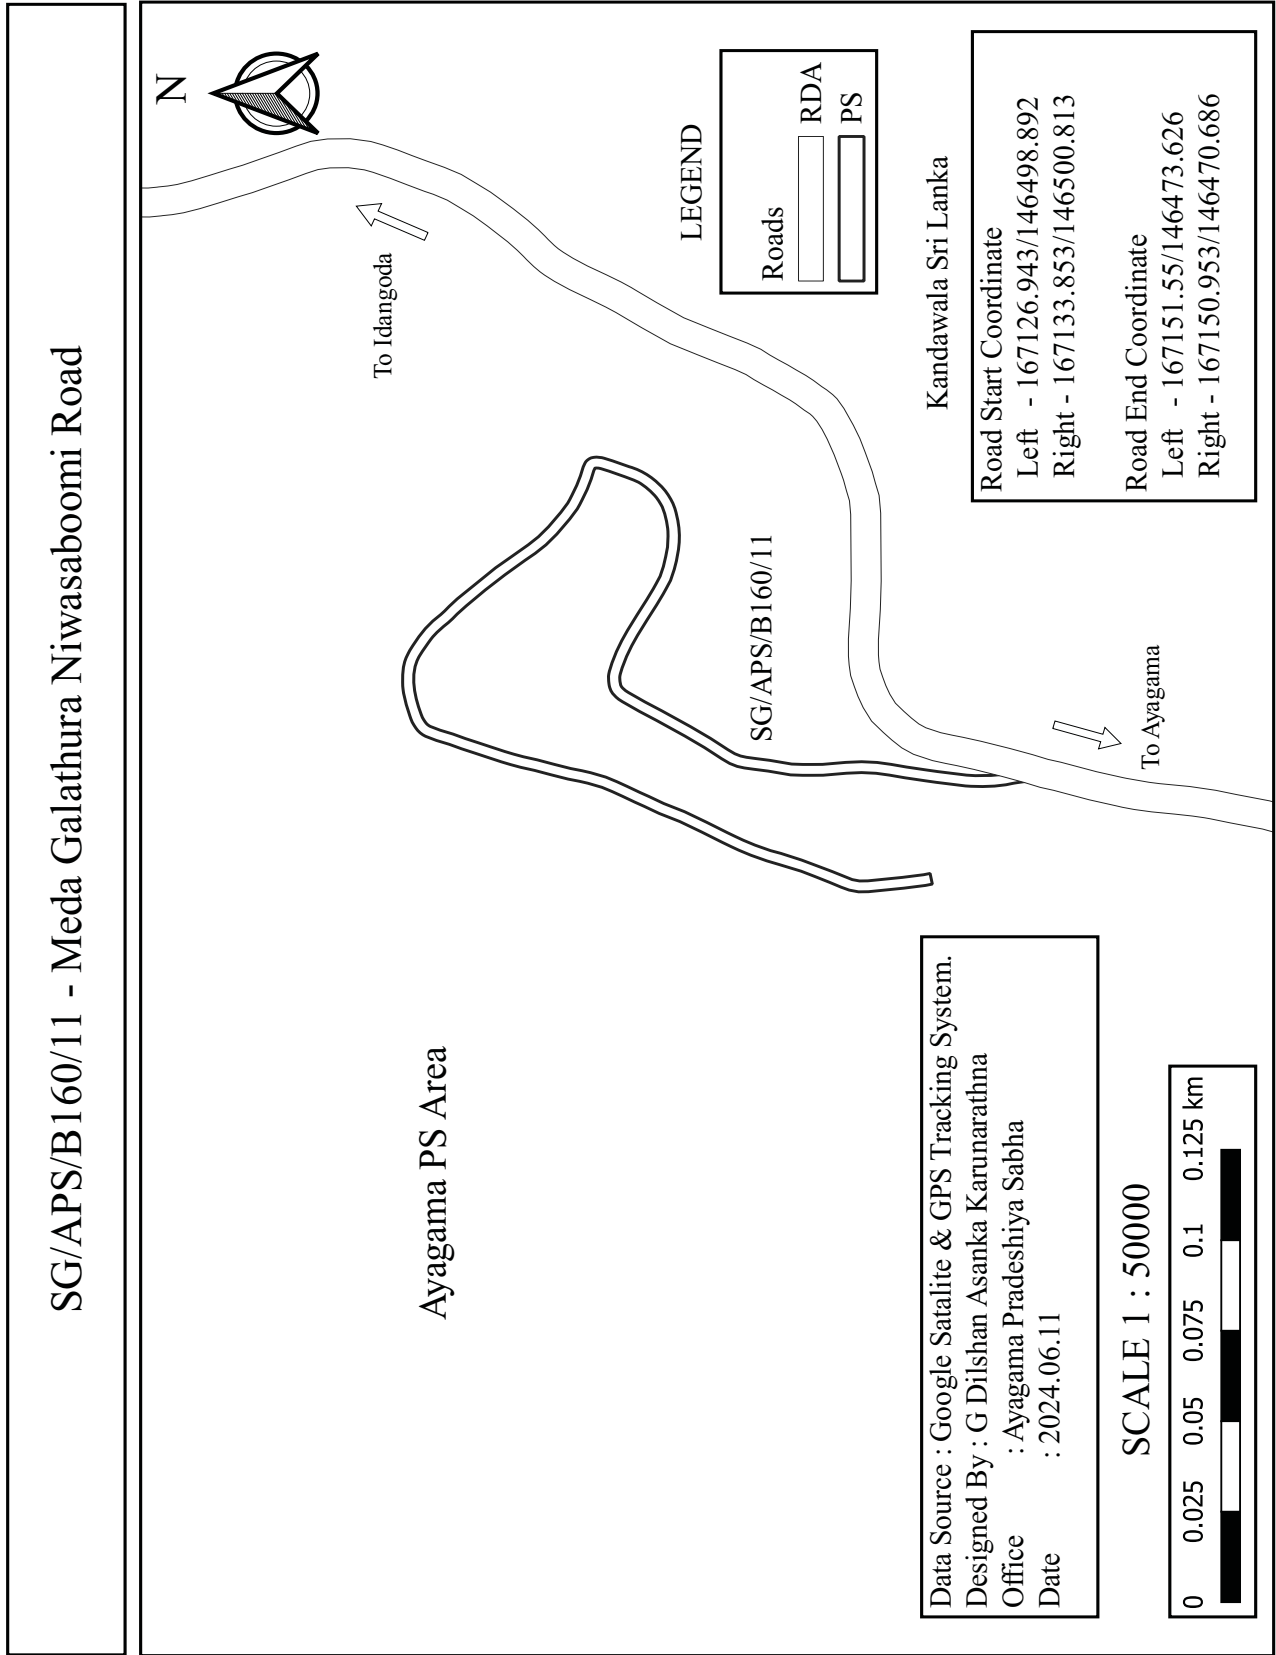 SG/APS/B160/11 - Meda Galathura Niwasaboomi Road
N
To Idangoda
Ayagama PS Area
LEGEND
Roads
RDA
PS
SG/APS/B160/11
Kandawala Sri Lanka
Road Start Coordinate
Left - 167126.943/146498.892
Right - 167133.853/146500.813
Road End Coordinate
Left - 167151.55/146473.626
Right - 167150.953/146470.686
To Ayagama
Data Source : Google Satalite & GPS Tracking System.
Designed By : G Dilshan Asanka Karunarathna
Office : Ayagama Pradeshiya Sabha
Date : 2024.06.11
SCALE 1 : 50000
0 0.025 0.05 0.075 0.1 0.125 km